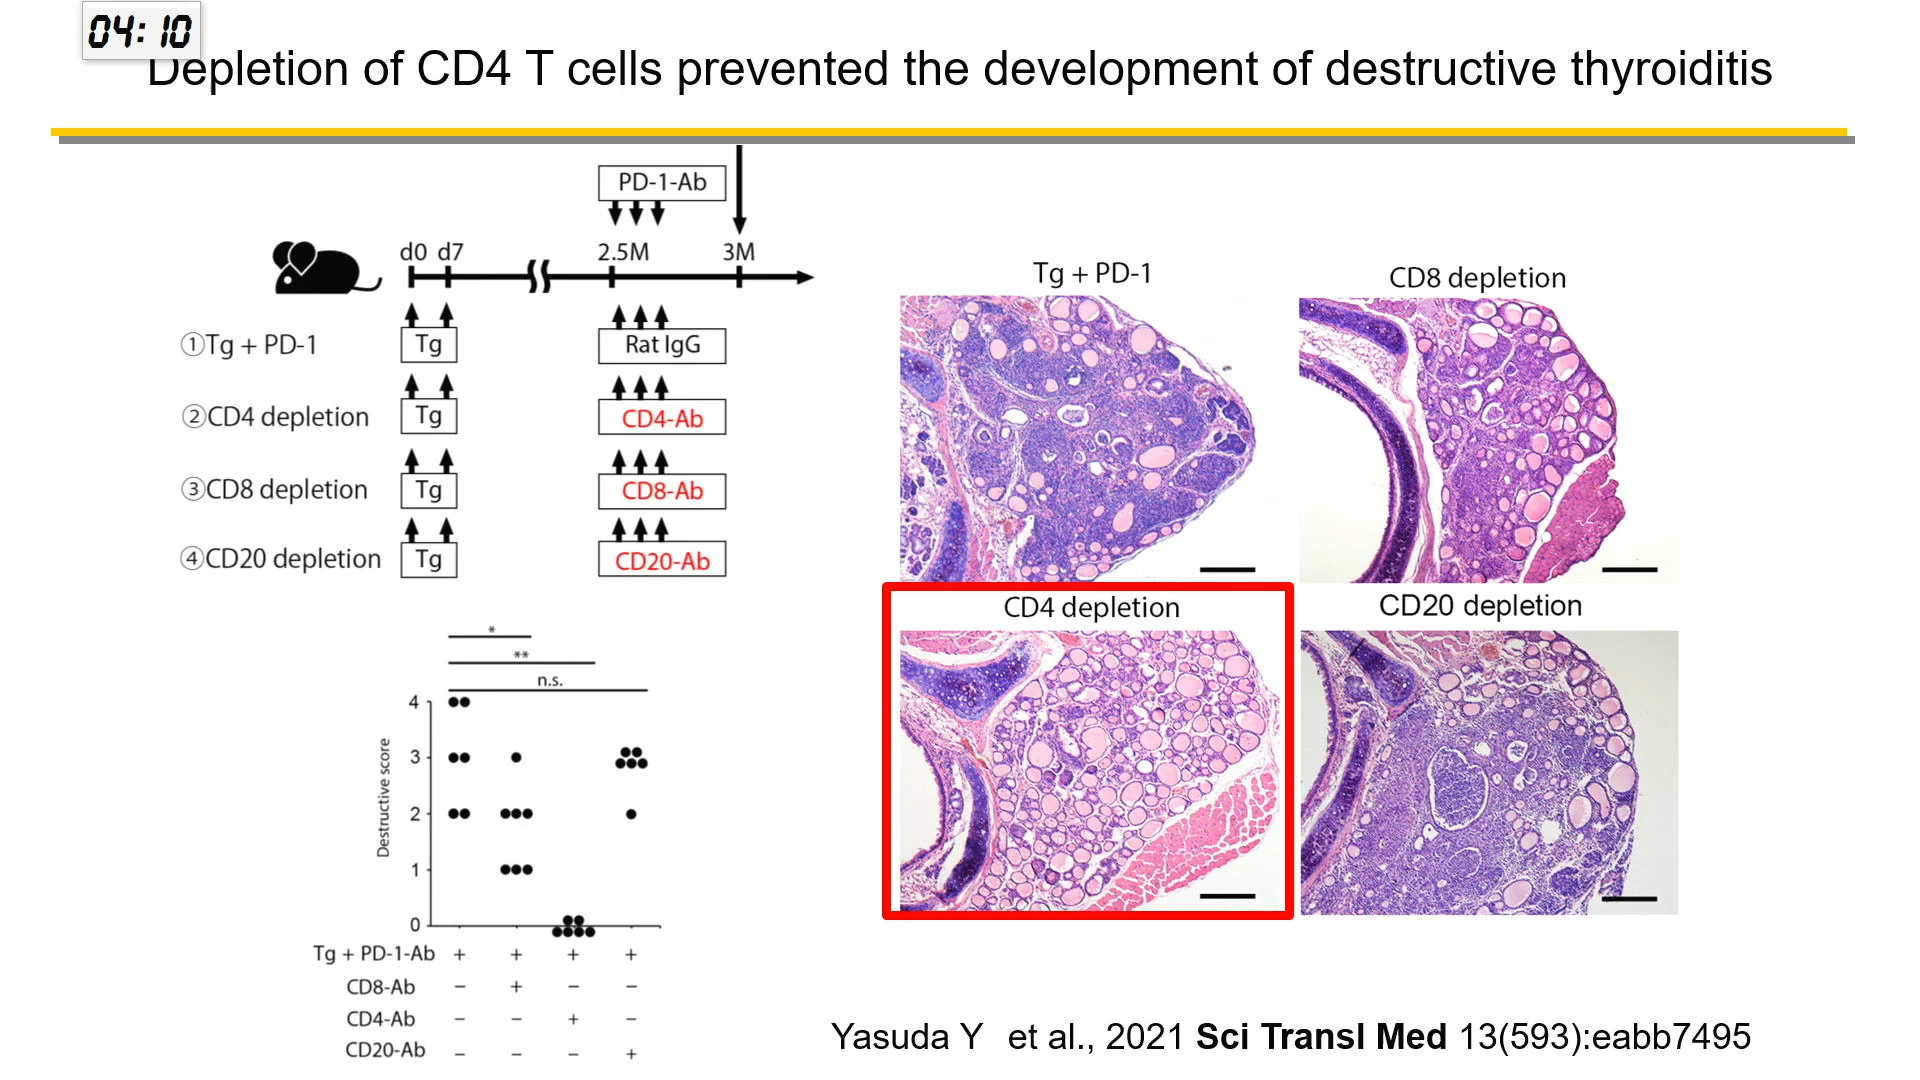 04: 10
Depletion of CD4 T cells prevented the development of destructive thyroiditis
PD-1-Ab
d0 d7 2.5M 3M
①Tg + PD-1 Tg Rat IgG
②CD4 depletion Tg CD4-Ab
③CD8 depletion Tg CD8-Ab
④CD20 depletion Tg CD20-Ab
*
**
n.s.
Destructive score
4
3
2
1
0
Tg + PD-1-Ab + + + +
CD8-Ab − + − −
CD4-Ab − − + −
CD20-Ab − − − +
Tg + PD-1
CD8 depletion
CD4 depletion
CD20 depletion
Yasuda Y et al., 2021 Sci Transl Med 13(593):eabb7495